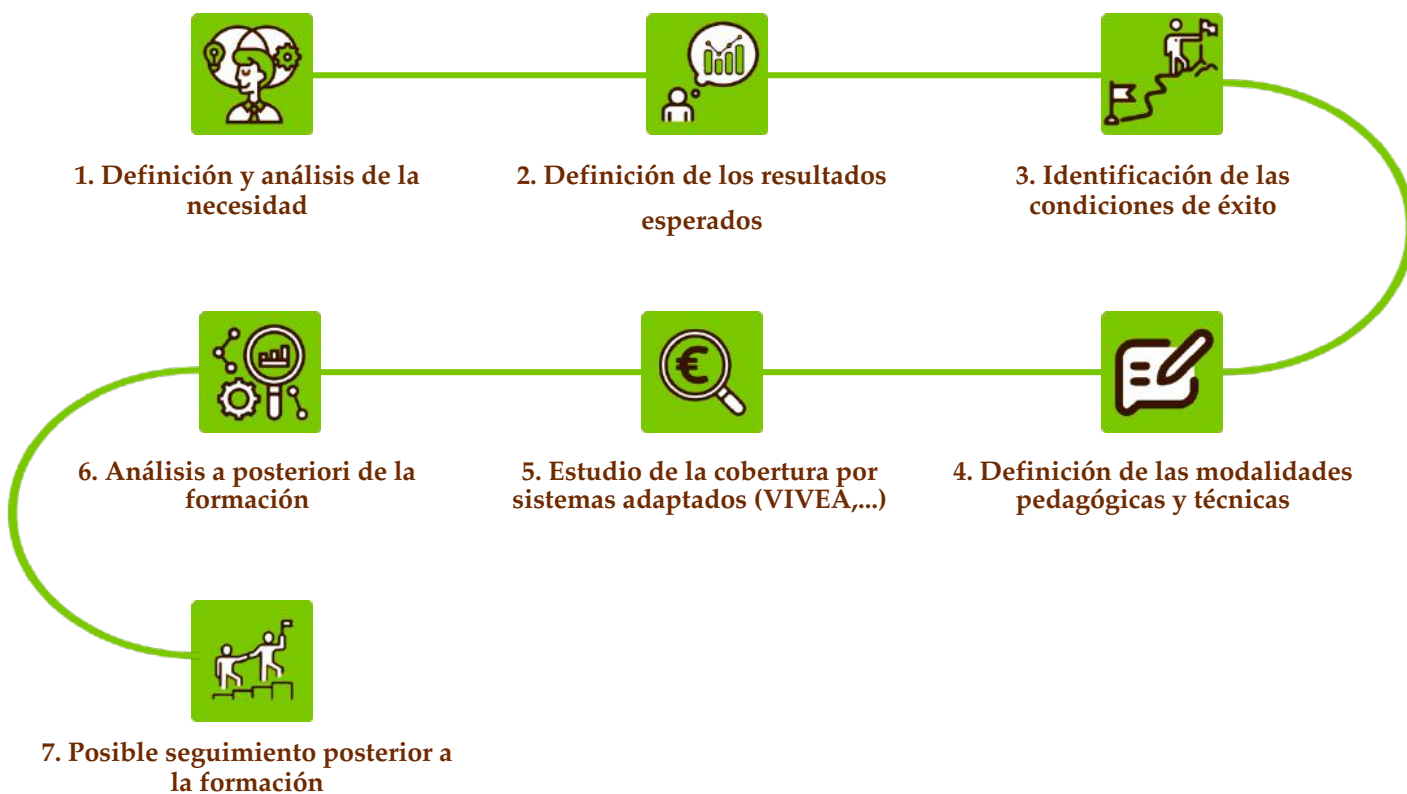 1. Definición y análisis de la
necesidad
2. Definición de los resultados
esperados
3. Identificación de las
condiciones de éxito
4. Definición de las modalidades
pedagógicas y técnicas
5. Estudio de la cobertura por
sistemas adaptados (VIVEA,...)
6. Análisis a posteriori de la
formación
7. Posible seguimiento posterior a
la formación